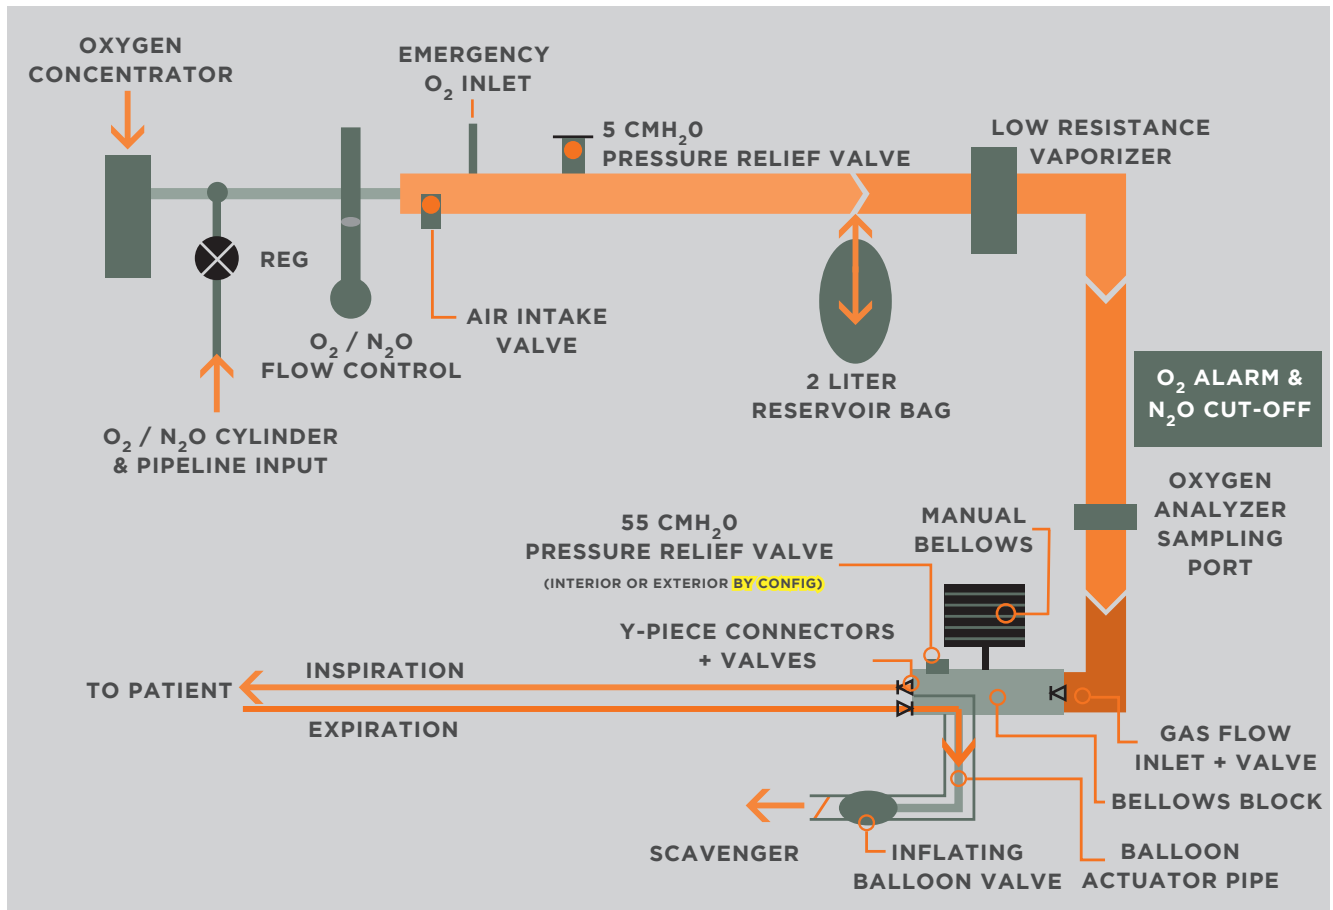 OXYGEN
CONCENTRATOR
EMERGENCY
O2 INLET
5 CMH20
PRESSURE RELIEF VALVE
LOW RESISTANCE
VAPORIZER
REG
AIR INTAKE
VALVE
O2 / N2O
FLOW CONTROL
2 LITER
RESERVOIR BAG
O2 ALARM &
N2O CUT-OFF
O2 / N2O CYLINDER
& PIPELINE INPUT
OXYGEN
ANALYZER
SAMPLING
PORT
MANUAL
BELLOWS
55 CMH20
PRESSURE RELIEF VALVE
(INTERIOR OR EXTERIOR BY CONFIG)
Y-PIECE CONNECTORS
+ VALVES
INSPIRATION
TO PATIENT
EXPIRATION
GAS FLOW
INLET + VALVE
BELLOWS BLOCK
SCAVENGER
INFLATING
BALLOON VALVE
BALLOON
ACTUATOR PIPE